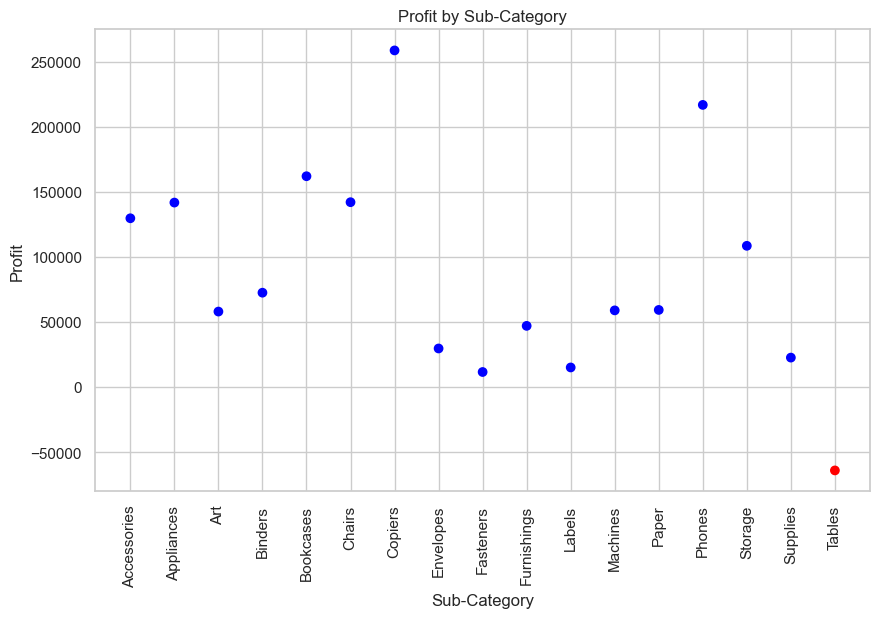 Profit by Sub-Category
Profit
250000
200000
150000
100000
50000
0
−50000
Accessories
Appliances
Art
Binders
Bookcases
Chairs
Copiers
Envelopes
Fasteners
Furnishings
Labels
Machines
Paper
Phones
Storage
Supplies
Tables
Sub-Category